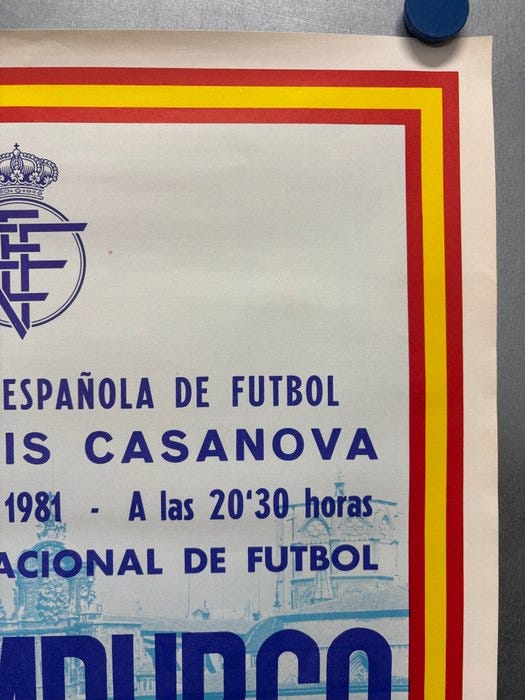 ESPAÑOLA DE FUTBOL
IS CASANOVA
1981 - A las 20'30 horas
ACIONAL DE FUTBOL